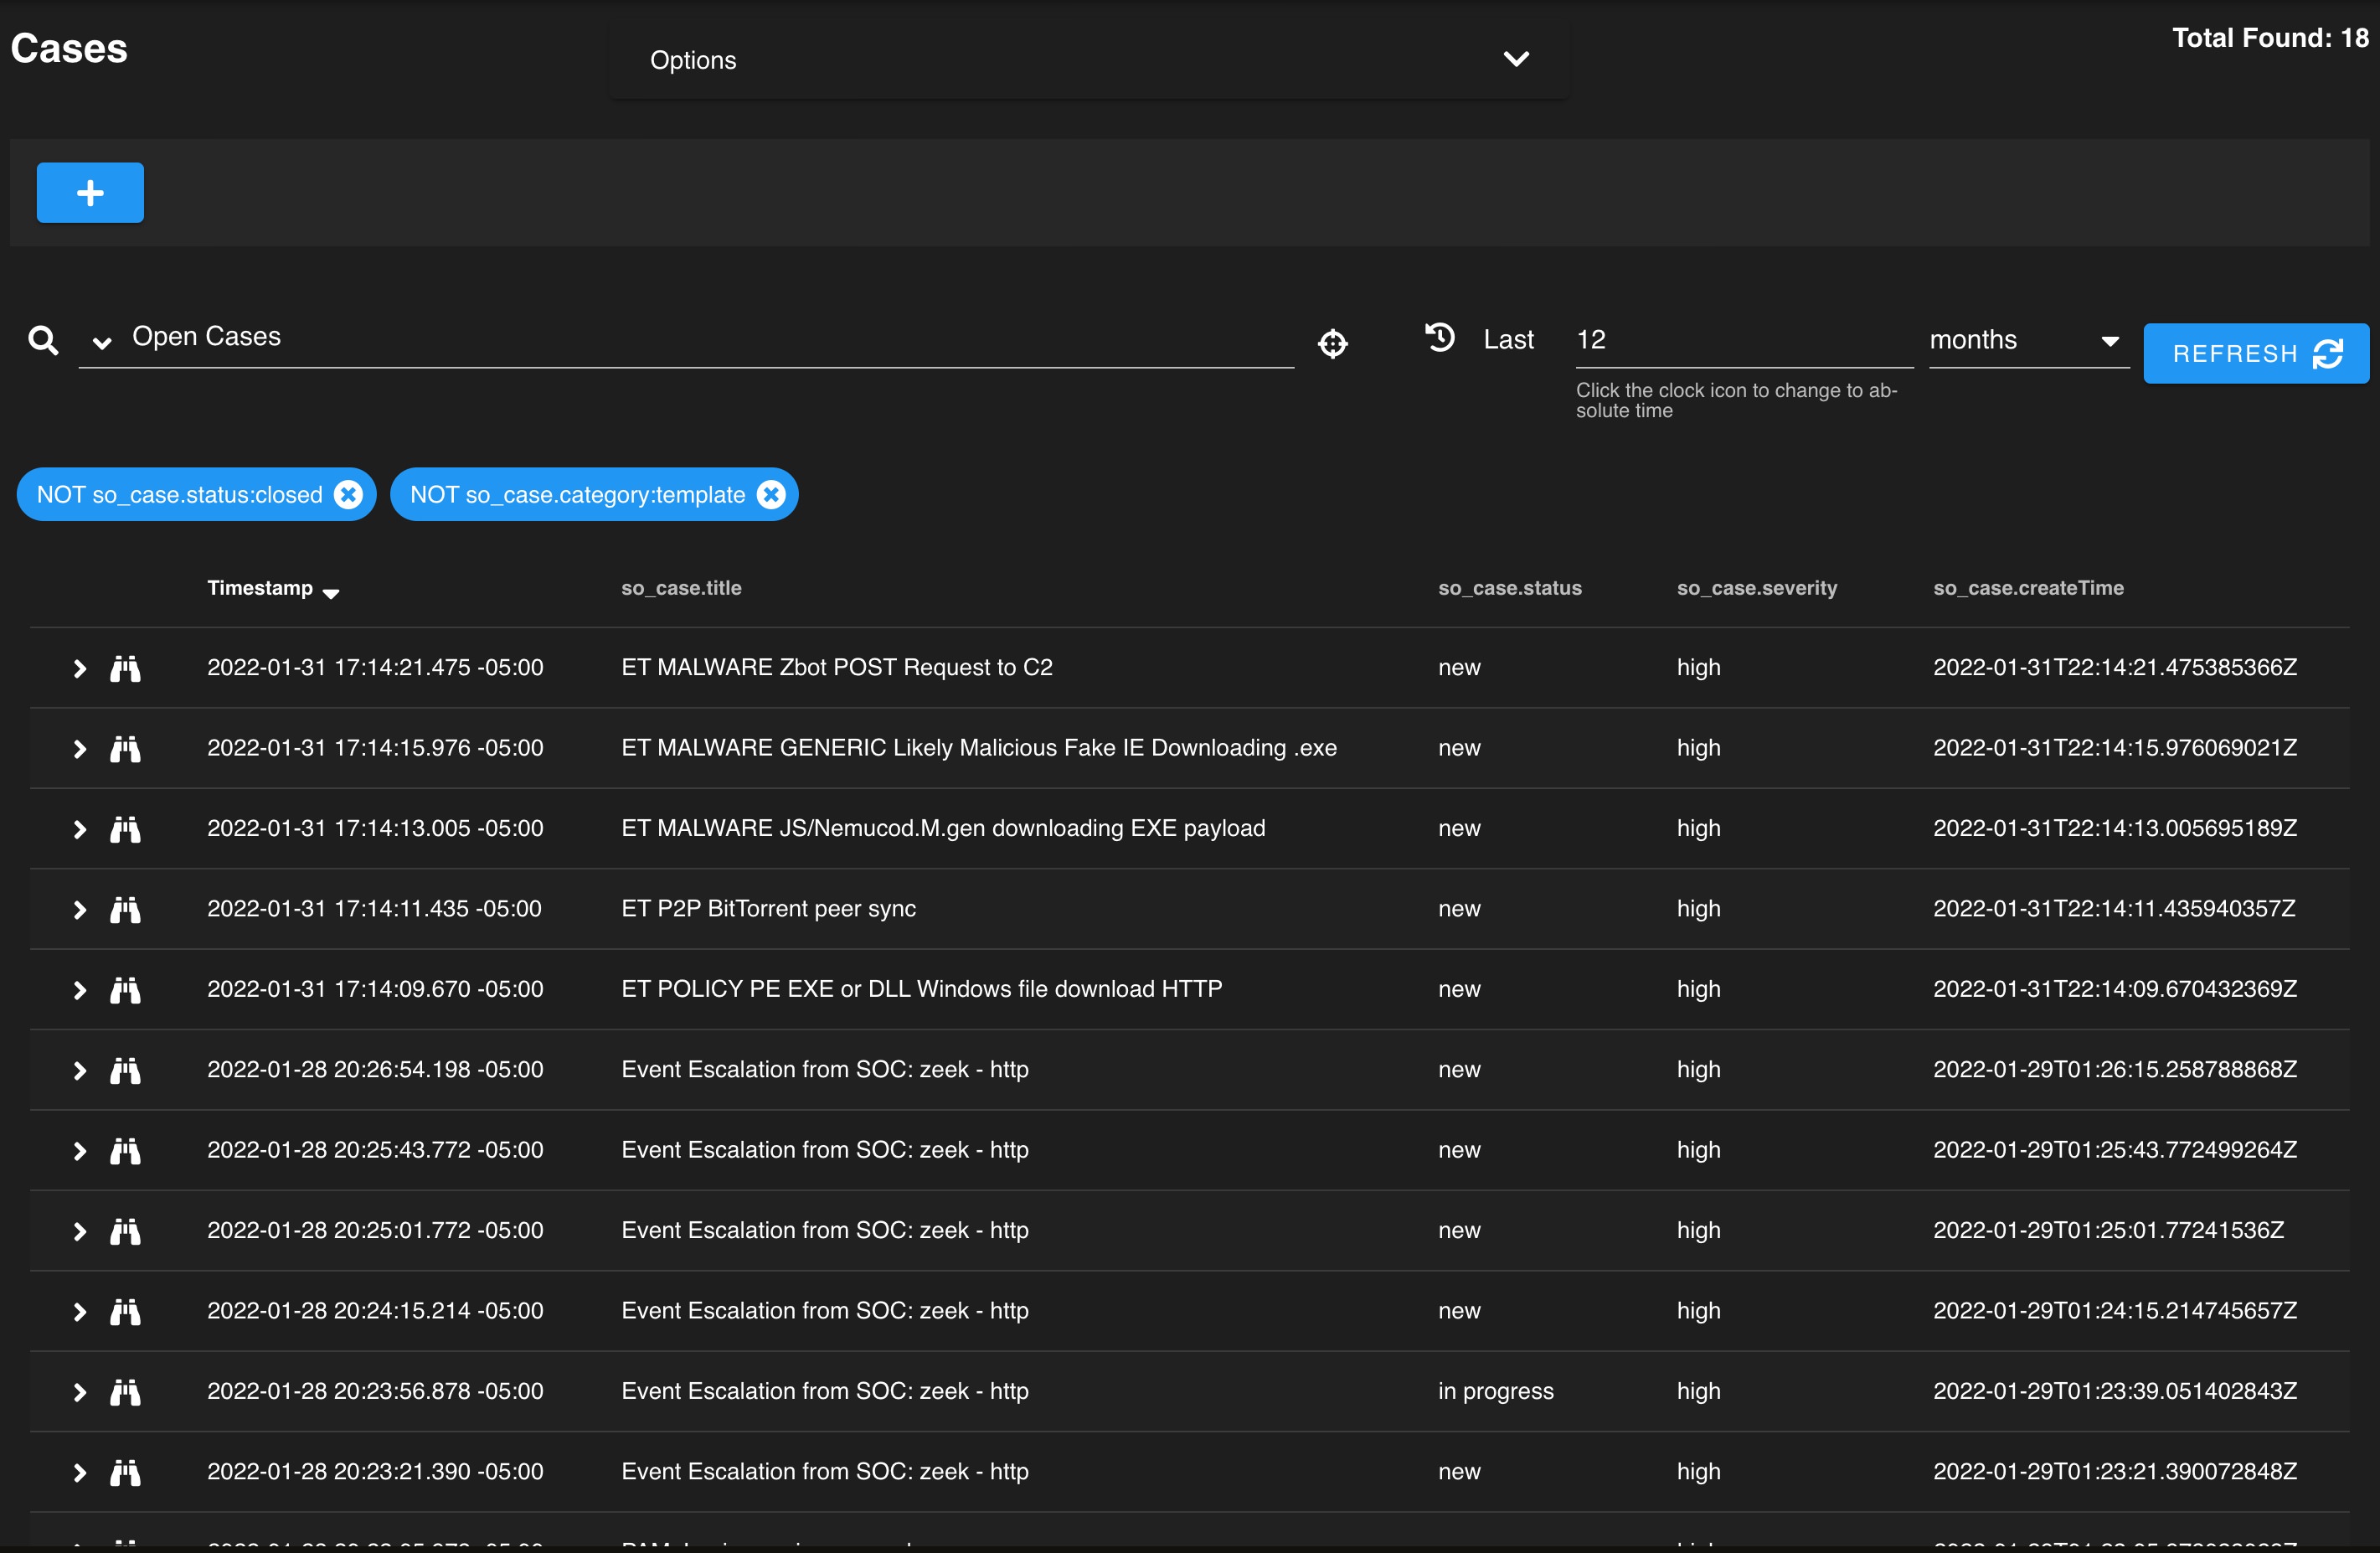 Cases
Options
Total Found: 18
Open Cases
Last
12
months
REFRESH
Click the clock icon to change to ab-
solute time
NOT so_case.status:closed
NOT so_case.category:template
Timestamp so_case.title so_case.status so_case.severity so_case.createTime
2022-01-31 17:14:21.475 -05:00 ET MALWARE Zbot POST Request to C2 new high 2022-01-31T22:14:21.475385366Z
2022-01-31 17:14:15.976 -05:00 ET MALWARE GENERIC Likely Malicious Fake IE Downloading .exe new high 2022-01-31T22:14:15.976069021Z
2022-01-31 17:14:13.005 -05:00 ET MALWARE JS/Nemucod.M.gen downloading EXE payload new high 2022-01-31T22:14:13.005695189Z
2022-01-31 17:14:11.435 -05:00 ET P2P BitTorrent peer sync new high 2022-01-31T22:14:11.435940357Z
2022-01-31 17:14:09.670 -05:00 ET POLICY PE EXE or DLL Windows file download HTTP new high 2022-01-31T22:14:09.670432369Z
2022-01-28 20:26:54.198 -05:00 Event Escalation from SOC: zeek - http new high 2022-01-29T01:26:15.258788868Z
2022-01-28 20:25:43.772 -05:00 Event Escalation from SOC: zeek - http new high 2022-01-29T01:25:43.772499264Z
2022-01-28 20:25:01.772 -05:00 Event Escalation from SOC: zeek - http new high 2022-01-29T01:25:01.77241536Z
2022-01-28 20:24:15.214 -05:00 Event Escalation from SOC: zeek - http new high 2022-01-29T01:24:15.214745657Z
2022-01-28 20:23:56.878 -05:00 Event Escalation from SOC: zeek - http in progress high 2022-01-29T01:23:39.051402843Z
2022-01-28 20:23:21.390 -05:00 Event Escalation from SOC: zeek - http new high 2022-01-29T01:23:21.390072848Z